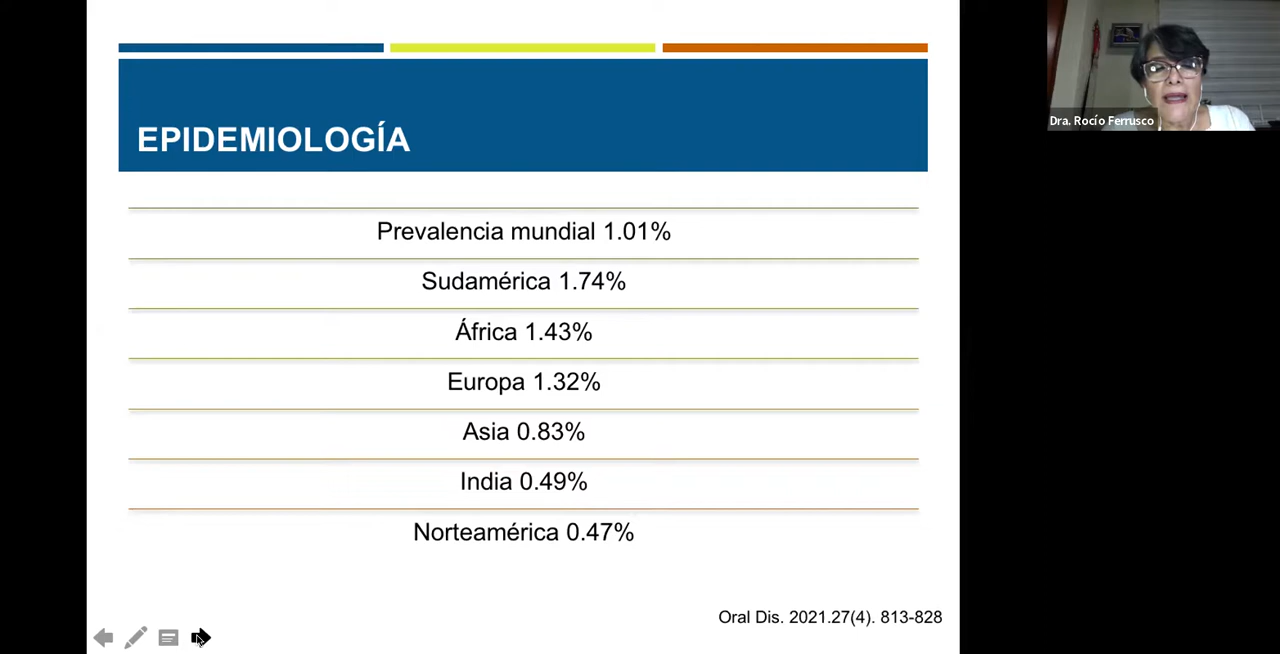 EPIDEMIOLOGÍA
Prevalencia mundial 1.01%
Sudamérica 1.74%
África 1.43%
Europa 1.32%
Asia 0.83%
India 0.49%
Norteamérica 0.47%
Oral Dis. 2021.27(4). 813-828
Dra. Rocío Ferrusco